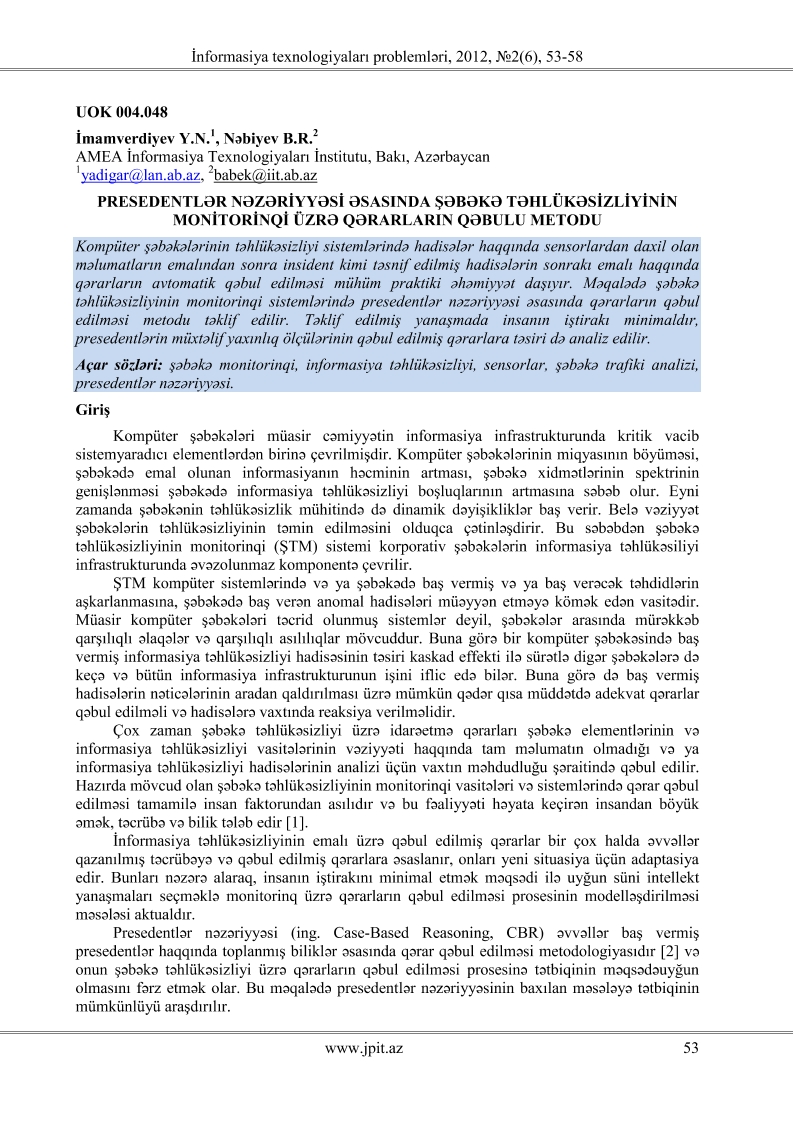 İnformasiya texnologiyaları problemləri, 2012, №2(6), 53-58
UOK 004.048
İmamverdiyev Y.N.1, Nəbiyev B.R.2
AMEA İnformasiya Texnologiyaları İnstitutu, Bakı, Azərbaycan
1yadigar@lan.ab.az, 2babek@iit.ab.az
PRESEDENTLƏR NƏZƏRİYYƏSİ ƏSASINDA ŞƏBƏKƏ TƏHLÜKƏSİZLİYİNİN
MONİTORİNQİ ÜZRƏ QƏRARLARIN QƏBULU METODU
Kompüter şəbəkələrinin təhlükəsizliyi sistemlərində hadisələr haqqında sensorlardan daxil olan
məlumatların emalından sonra insident kimi təsnif edilmiş hadisələrin sonrakı emalı haqqında
qərarların avtomatik qəbul edilməsi mühüm praktiki əhəmiyyət daşıyır. Məqalədə şəbəkə
təhlükəsizliyinin monitorinqi sistemlərində presedentlər nəzəriyyəsi əsasında qərarların qəbul
edilməsi metodu təklif edilir. Təklif edilmiş yanaşmada insanın iştirakı minimaldır,
presedentlərin müxtəlif yaxınlıq ölçülərinin qəbul edilmiş qərarlara təsiri də analiz edilir.
Açar sözləri: şəbəkə monitorinqi, informasiya təhlükəsizliyi, sensorlar, şəbəkə trafiki analizi,
presedentlər nəzəriyyəsi.
Giriş
Kompüter şəbəkələri müasir cəmiyyətin informasiya infrastrukturunda kritik vacib
sistemyaradıcı elementlərdən birinə çevrilmişdir. Kompüter şəbəkələrinin miqyasının böyüməsi,
şəbəkədə emal olunan informasiyanın həcminin artması, şəbəkə xidmətlərinin spektrinin
genişlənməsi şəbəkədə informasiya təhlükəsizliyi boşluqlarının artmasına səbəb olur. Eyni
zamanda şəbəkənin təhlükəsizlik mühitində də dinamik dəyişikliklər baş verir. Belə vəziyyət
şəbəkələrin təhlükəsizliyinin təmin edilməsini olduqca çətinləşdirir. Bu səbəbdən şəbəkə
təhlükəsizliyinin monitorinqi (ŞTM) sistemi korporativ şəbəkələrin informasiya təhlükəsiliyi
infrastrukturunda əvəzolunmaz komponentə çevrilir.
ŞTM kompüter sistemlərində və ya şəbəkədə baş vermiş və ya baş verəcək təhdidlərin
aşkarlanmasına, şəbəkədə baş verən anomal hadisələri müəyyən etməyə kömək edən vasitədir.
Müasir kompüter şəbəkələri təcrid olunmuş sistemlər deyil, şəbəkələr arasında mürəkkəb
qarşılıqlı əlaqələr və qarşılıqlı asılılıqlar mövcuddur. Buna görə bir kompüter şəbəkəsində baş
vermiş informasiya təhlükəsizliyi hadisəsinin təsiri kaskad effekti ilə sürətlə digər şəbəkələrə də
keçə və bütün informasiya infrastrukturunun işini iflic edə bilər. Buna görə də baş vermiş
hadisələrin nəticələrinin aradan qaldırılması üzrə mümkün qədər qısa müddətdə adekvat qərarlar
qəbul edilməli və hadisələrə vaxtında reaksiya verilməlidir.
Çox zaman şəbəkə təhlükəsizliyi üzrə idarəetmə qərarları şəbəkə elementlərinin və
informasiya təhlükəsizliyi vasitələrinin vəziyyəti haqqında tam məlumatın olmadığı və ya
informasiya təhlükəsizliyi hadisələrinin analizi üçün vaxtın məhdudluğu şəraitində qəbul edilir.
Hazırda mövcud olan şəbəkə təhlükəsizliyinin monitorinqi vasitələri və sistemlərində qərar qəbul
edilməsi tamamilə insan faktorundan asılıdır və bu fəaliyyəti həyata keçirən insandan böyük
əmək, təcrübə və bilik tələb edir [1].
İnformasiya təhlükəsizliyinin emalı üzrə qəbul edilmiş qərarlar bir çox halda əvvəllər
qazanılmış təcrübəyə və qəbul edilmiş qərarlara əsaslanır, onları yeni situasiya üçün adaptasiya
edir. Bunları nəzərə alaraq, insanın iştirakını minimal etmək məqsədi ilə uyğun süni intellekt
yanaşmaları seçməklə monitorinq üzrə qərarların qəbul edilməsi prosesinin modelləşdirilməsi
məsələsi aktualdır.
Presedentlər nəzəriyyəsi (ing. Case-Based Reasoning, CBR) əvvəllər baş vermiş
presedentlər haqqında toplanmış biliklər əsasında qərar qəbul edilməsi metodologiyasıdır [2] və
onun şəbəkə təhlükəsizliyi üzrə qərarların qəbul edilməsi prosesinə tətbiqinin məqsədəuyğun
olmasını fərz etmək olar. Bu məqalədə presedentlər nəzəriyyəsinin baxılan məsələyə tətbiqinin
mümkünlüyü araşdırılır.
www.jpit.az 53